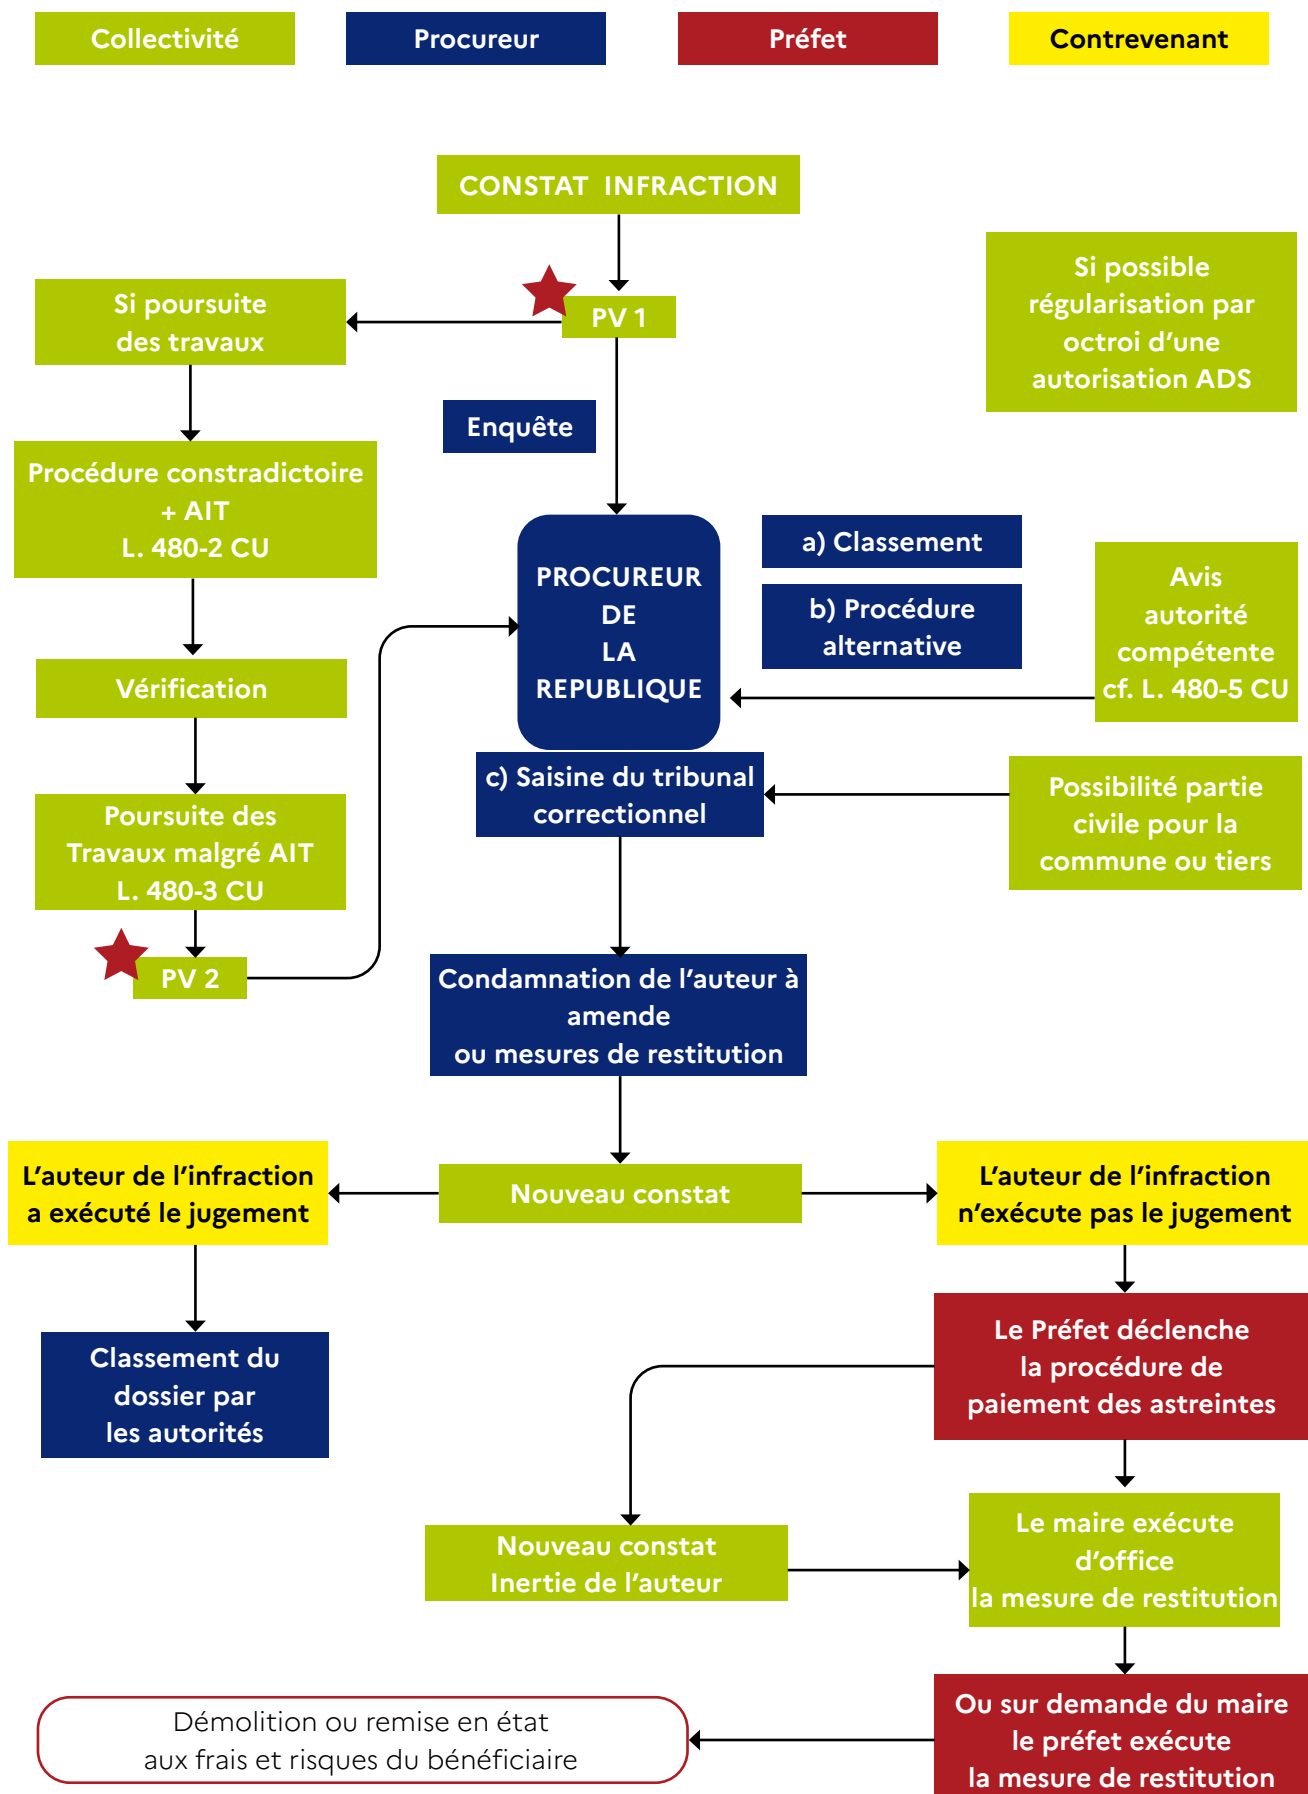 Collectivité
Procureur
Préfet
Contrevenant
CONSTAT INFRACTION
Si possible
régularisation par
octroi d'une
autorisation ADS
Si poursuite
des travaux
PV 1
Enquête
Procédure constradictoire
+ AIT
L. 480-2 CU
PROCUREUR
DE
LA
REPUBLIQUE
a) Classement
b) Procédure
alternative
Avis
autorité
compétente
cf. L. 480-5 CU
Vérification
c) Saisine du tribunal
correctionnel
Possibilité partie
civile pour la
commune ou tiers
Poursuite des
Travaux malgré AIT
L. 480-3 CU
PV 2
Condamnation de l'auteur à
amende
ou mesures de restitution
L'auteur de l'infraction
a exécuté le jugement
Nouveau constat
L'auteur de l'infraction
n'exécute pas le jugement
Classement du
dossier par
les autorités
Le Préfet déclenche
la procédure de
paiement des astreintes
Nouveau constat
Inertie de l'auteur
Le maire exécute
d'office
la mesure de restitution
Démolition ou remise en état
aux frais et risques du bénéficiaire
Ou sur demande du maire
le préfet exécute
la mesure de restitution